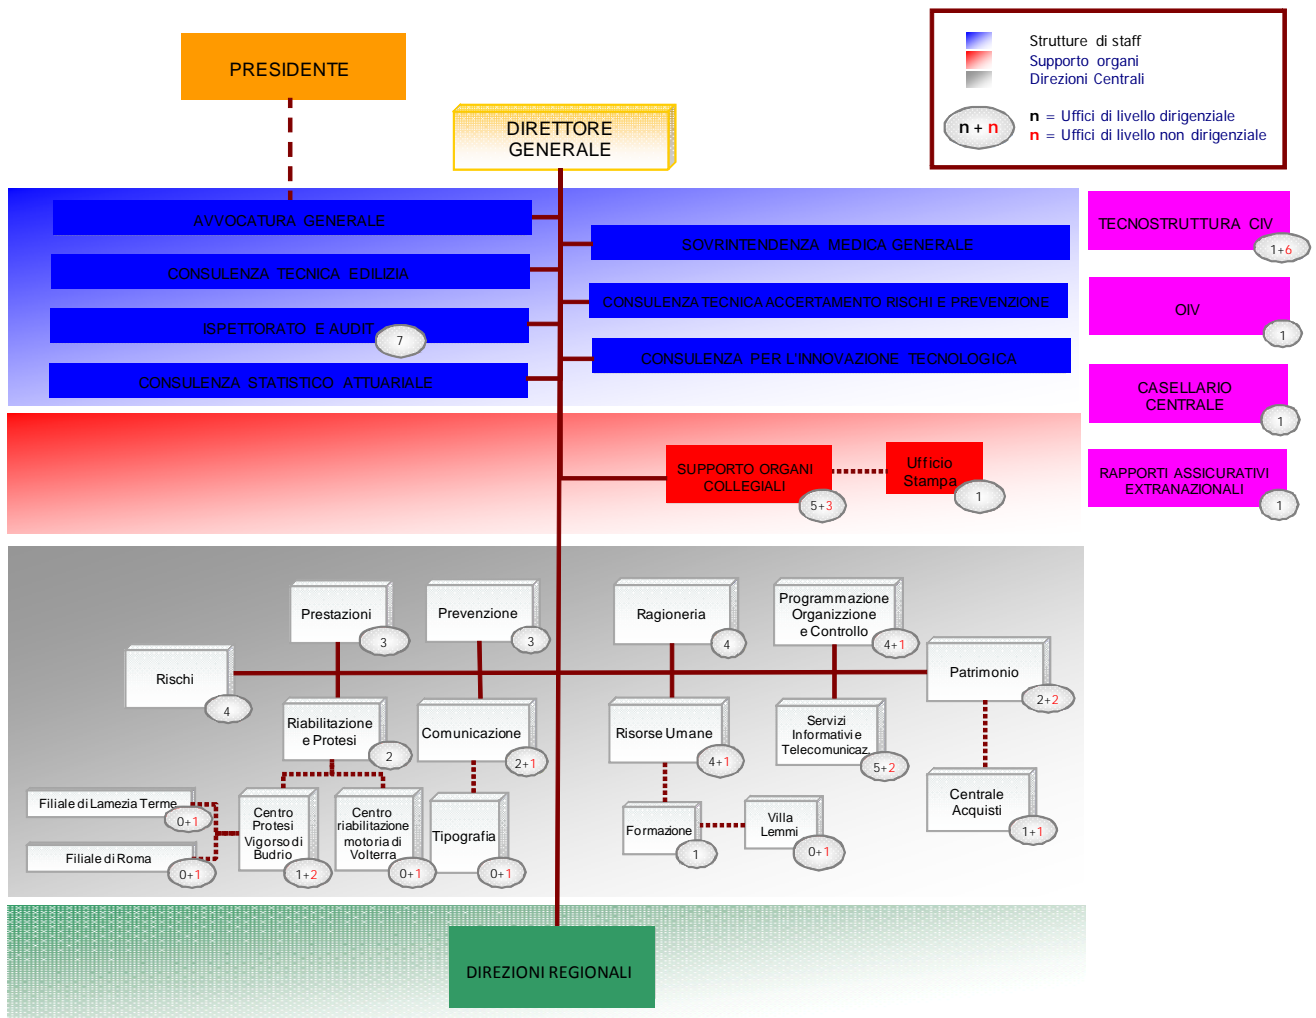 PRESIDENTE
DIRETTORE
GENERALE
Strutture di staff
Supporto organi
Direzioni Centrali
n + n
n = Uffici di livello dirigenziale
n = Uffici di livello non dirigenziale
AVVOCATURA GENERALE
SOVRINTENDENZA MEDICA GENERALE
CONSULENZA TECNICA EDILIZIA
CONSULENZA TECNICA ACCERTAMENTO RISCHI E PREVENZIONE
ISPETTORATO E AUDIT
7
CONSULENZA PER L'INNOVAZIONE TECNOLOGICA
CONSULENZA STATISTICO ATTUARIALE
TECNOSTRUTTURA CIV
1+6
OIV
1
CASELLARIO
CENTRALE
1
RAPPORTI ASSICURATIVI
EXTRANAZIONALI
1
SUPPORTO ORGANI
COLLEGIALI
5+3
Ufficio
Stampa
1
Prestazioni
3
Prevenzione
3
Ragioneria
4
Programmazione
Organizzione
e Controllo
4+1
Rischi
4
Patrimonio
2+2
Riabilitazione
e Protesi
2
Comunicazione
2+1
Risorse Umane
4+1
Servizi
Informativi e
Telecomunicaz.
5+2
Filiale di Lamezia Terme
0+1
Filiale di Roma
0+1
Centro
Protesi
Vigorso di
Budrio
1+2
Centro
riabilitazione
motoria di
Volterra
0+1
Tipografia
0+1
Formazione
1
Villa
Lemmi
0+1
Centrale
Acquisti
1+1
DIREZIONI REGIONALI